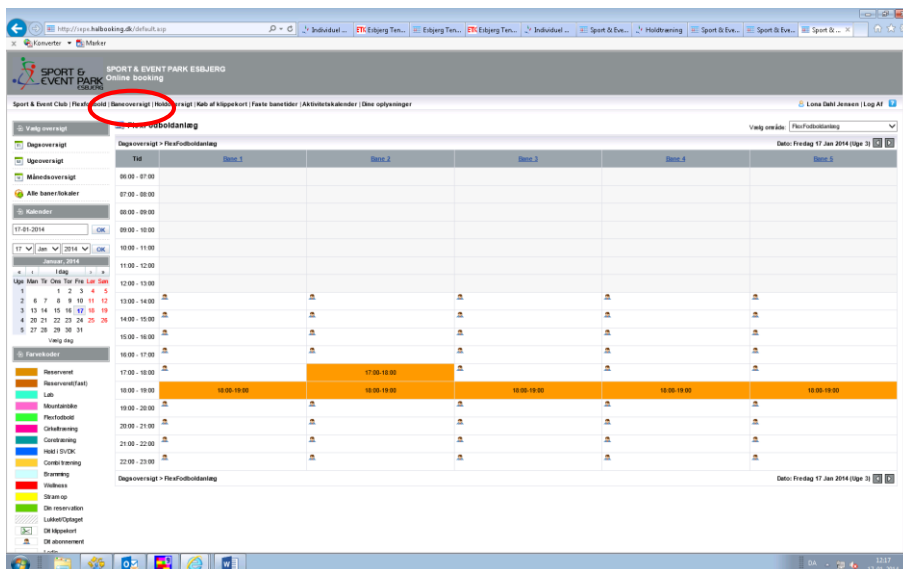 http://seps.halbooking.dk/default.asp
Individuel ...
Esbjerg Ten...
Esbjerg Ten...
Esbjerg Ten...
Individuel ...
Sport & Eve...
Holdtræning
Sport & Eve...
Sport & Eve...
Sport & ...
x Konverter Marker
SPORT & EVENT PARK ESBJERG
SPORT & EVENT PARK ESBJERG
Online booking
Sport & Event Club | Flexfodbold | Baneoversigt | Holdoversigt | Køb af klippekort | Faste banetider | Aktivitetskalender | Dine oplysninger
Lona Dahl Jensen | Log Af
Vælg oversigt
Dagsoversigt
Ugeoversigt
Månedsoversigt
Alle baner/lokaler
Kalender
17-01-2014 OK
17 Jan 2014 OK
Januar, 2014
« ‹ I dag › »
Uge Man Tir Ons Tor Fre Lør Søn
1 1 2 3 4 5
2 6 7 8 9 10 11 12
3 13 14 15 16 17 18 19
4 20 21 22 23 24 25 26
5 27 28 29 30 31
Vælg dag
Farvekoder
Reserveret
Reserveret(fast)
Løb
Mountainbike
Flexfodbold
Cirkeltræning
Coretræning
Hold i SVDK
Combi træning
Bramming
Wellness
Stram op
Din reservation
Lukket/Optaget
Dit klippekort
Dit abonnement
FlexFodboldanlæg
Vælg område: FlexFodboldanlæg
Dagsoversigt > FlexFodboldanlæg
Dato: Fredag 17 Jan 2014 (Uge 3)
Tid Bane 1 Bane 2 Bane 3 Bane 4 Bane 5
06:00 - 07:00
07:00 - 08:00
08:00 - 09:00
09:00 - 10:00
10:00 - 11:00
11:00 - 12:00
12:00 - 13:00
13:00 - 14:00
14:00 - 15:00
15:00 - 16:00
16:00 - 17:00
17:00 - 18:00 17:00-18:00
18:00 - 19:00 18:00-19:00 18:00-19:00 18:00-19:00 18:00-19:00 18:00-19:00
19:00 - 20:00
20:00 - 21:00
21:00 - 22:00
22:00 - 23:00
Dagsoversigt > FlexFodboldanlæg
Dato: Fredag 17 Jan 2014 (Uge 3)
DA
12:17
17-01-2014